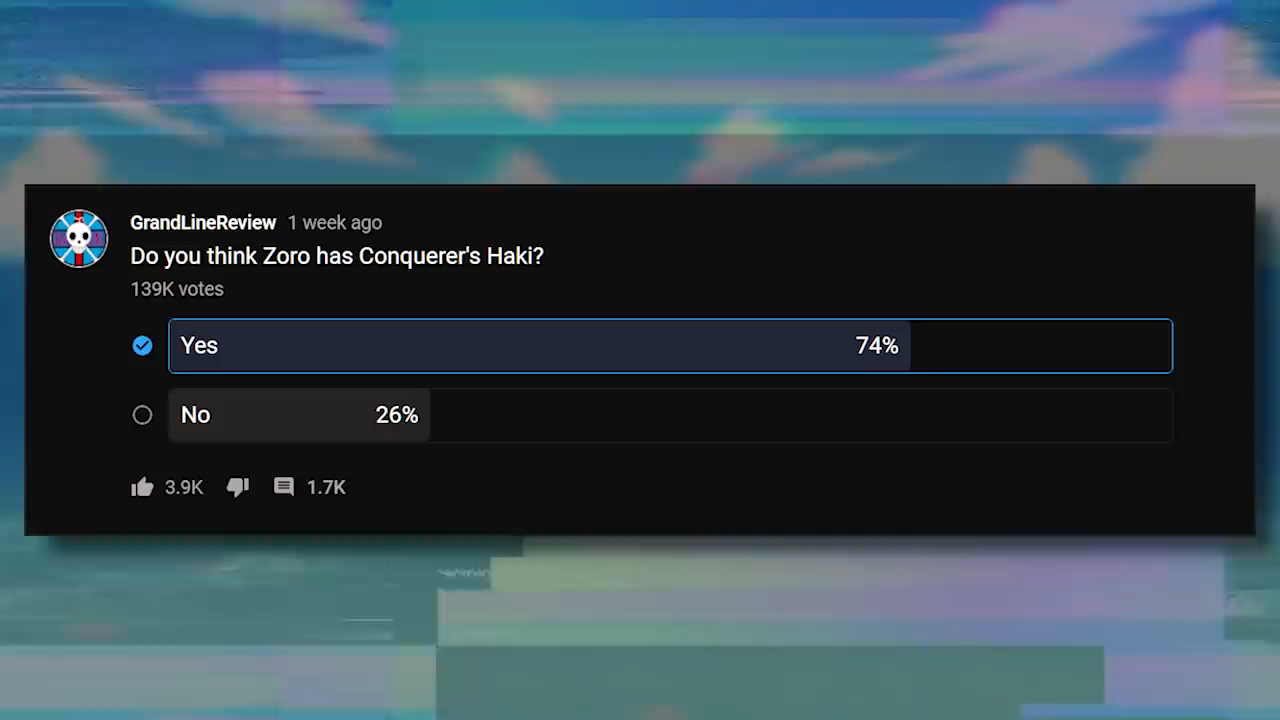 GrandLineReview 1 week ago
Do you think Zoro has Conquerer's Haki?
139K votes
Yes 74%
No 26%
3.9K 1.7K